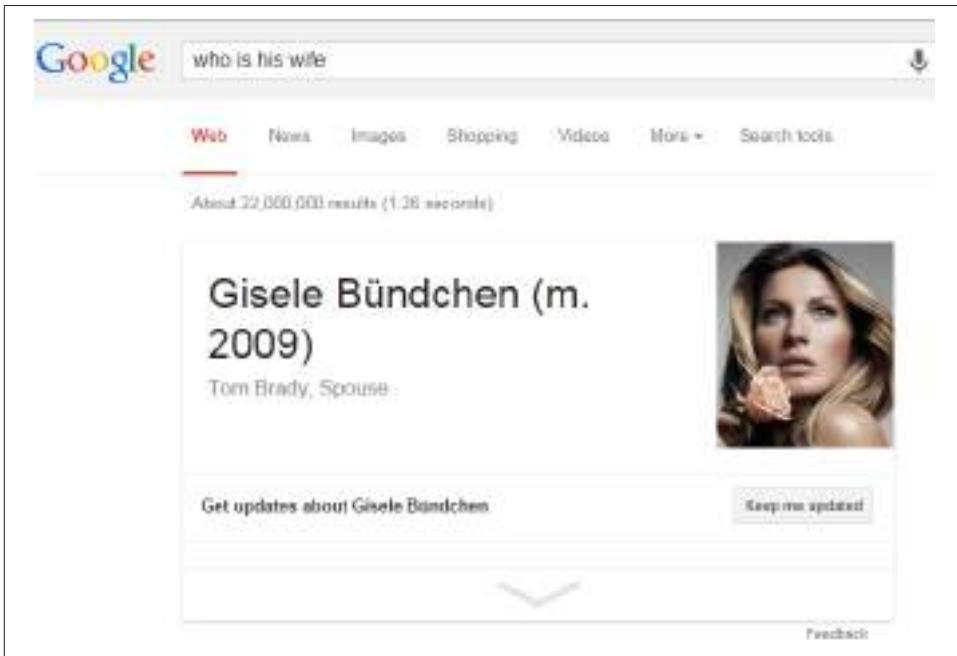 Google who is his wife
Web News Images Shopping Videos More Search tools
About 22,000,000 results (1.26 seconds)
Gisele Bündchen (m.
2009)
Tom Brady, Spouse
Get updates about Gisele Bündchen Keep me updated
Feedback